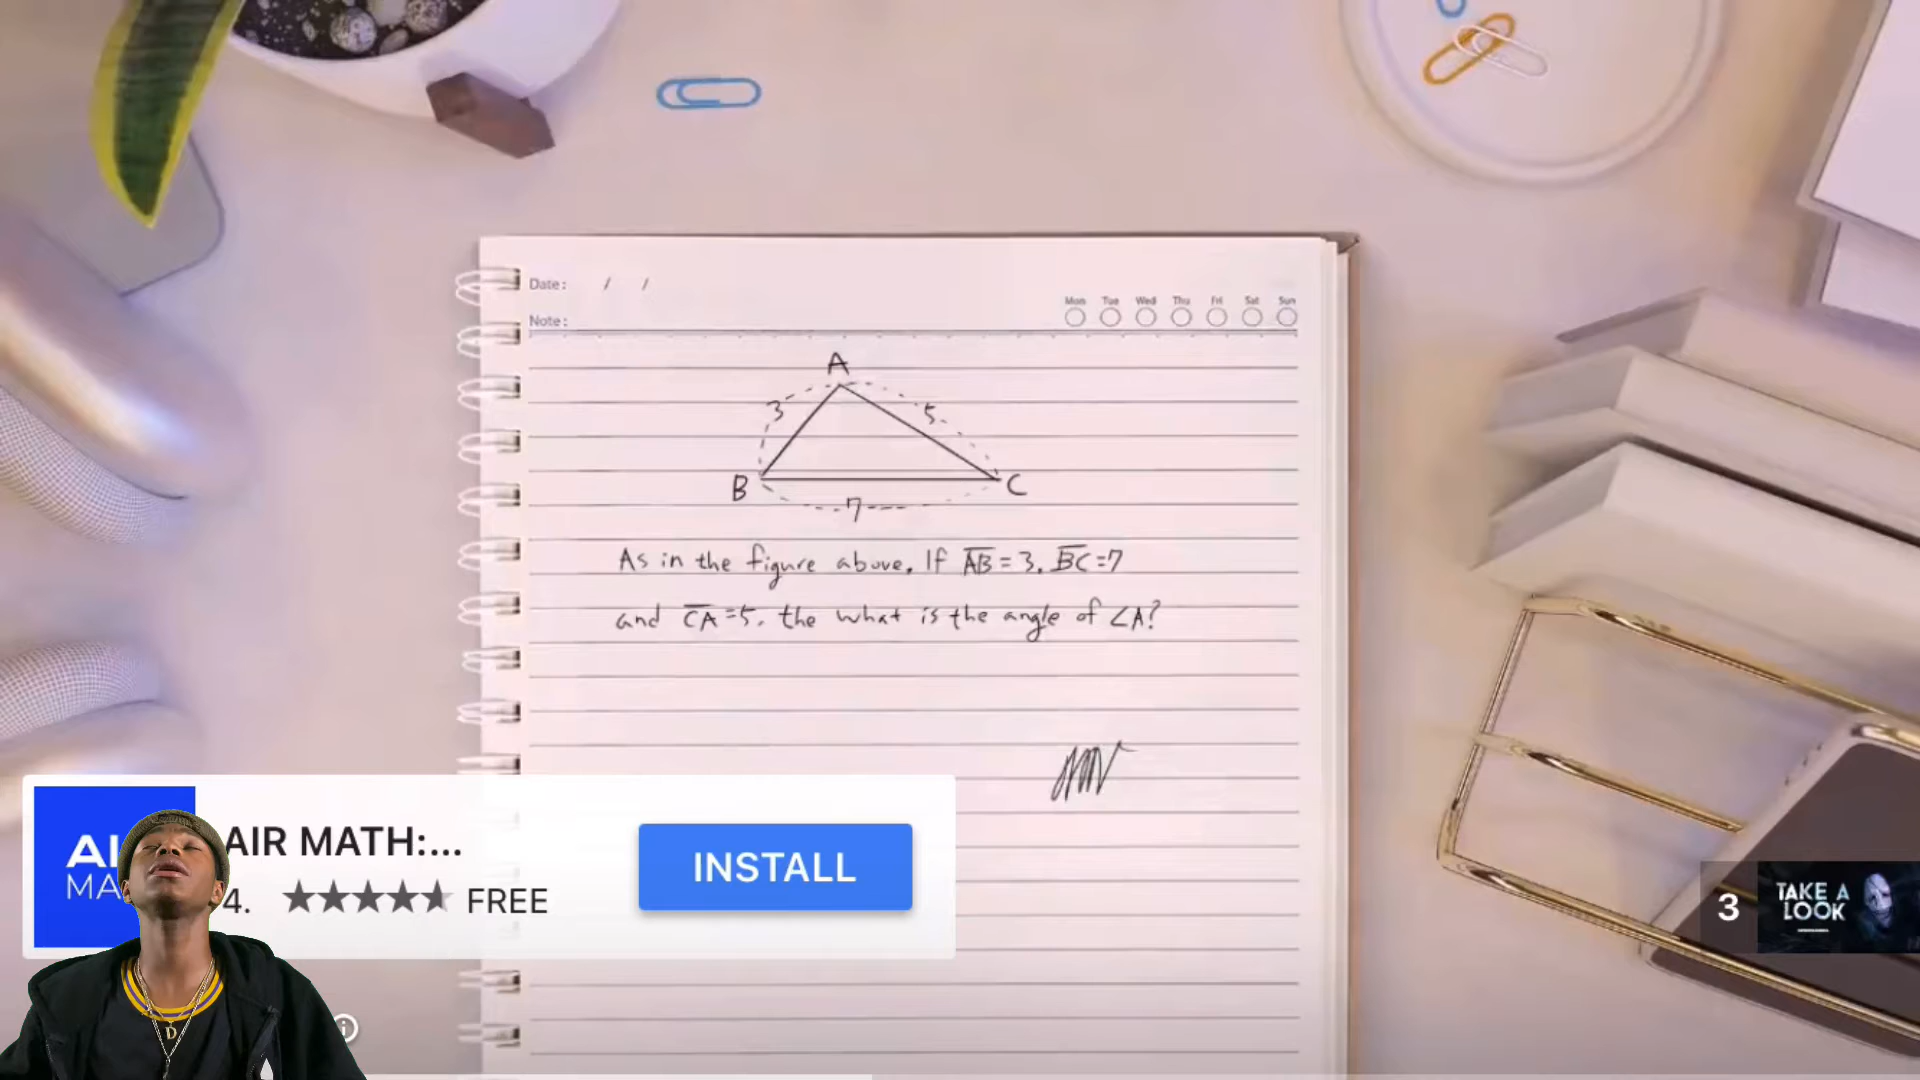 Date: / /
Mon Tue Wed Thu Fri Sat Sun
Note:
A
3
5
B
C
7
As in the figure above. If AB=3. BC=7
and CA=5. the what is the angle of ∠A?
AIR MATH:...
4.
FREE
INSTALL
3
TAKE A
LOOK
D